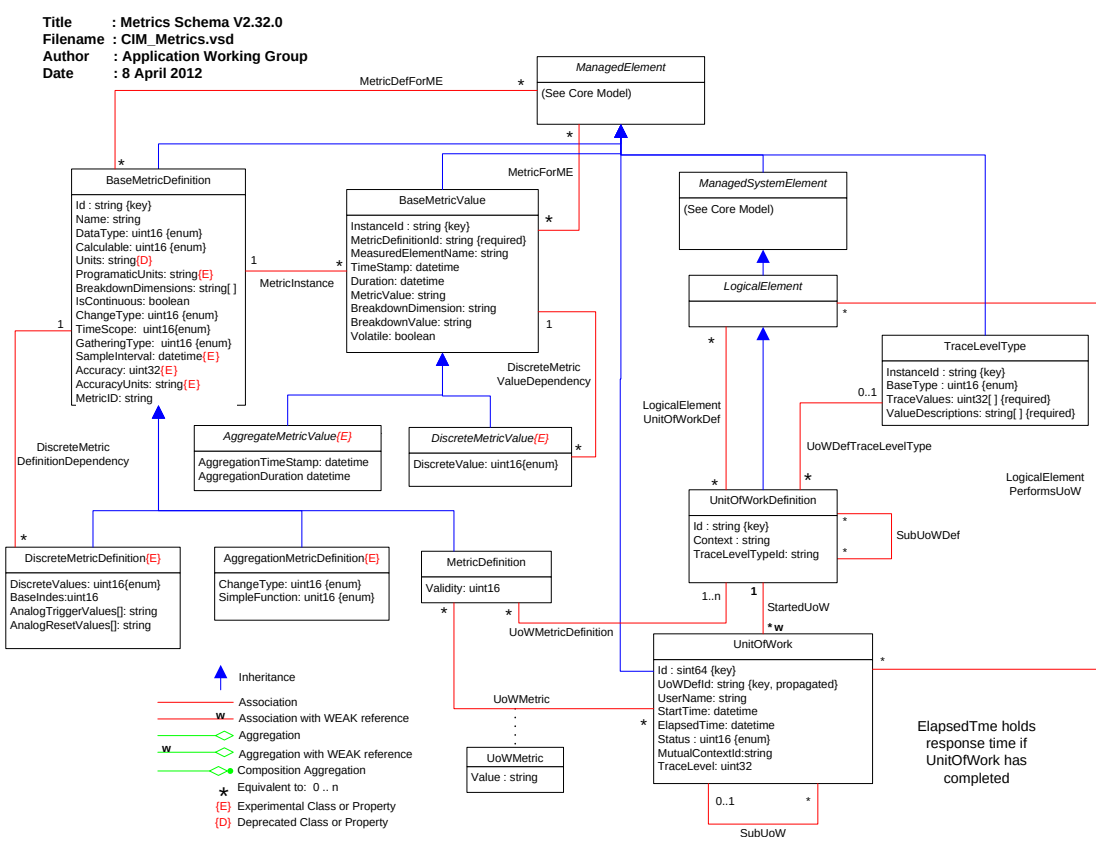 Title : Metrics Schema V2.32.0
Filename : CIM_Metrics.vsd
Author : Application Working Group
Date : 8 April 2012
ManagedElement
(See Core Model)
MetricDefForME
*
*
*
MetricForME
*
BaseMetricDefinition
Id : string {key}
Name: string
DataType: uint16 {enum}
Calculable: uint16 {enum}
Units: string{D}
ProgramaticUnits: string{E}
BreakdownDimensions: string[ ]
IsContinuous: boolean
ChangeType: uint16 {enum}
TimeScope: uint16{enum}
GatheringType: uint16 {enum}
SampleInterval: datetime{E}
Accuracy: uint32{E}
AccuracyUnits: string{E}
MetricID: string
1
*
MetricInstance
BaseMetricValue
InstanceId : string {key}
MetricDefinitionId: string {required}
MeasuredElementName: string
TimeStamp: datetime
Duration: datetime
MetricValue: string
BreakdownDimension: string
BreakdownValue: string
Volatile: boolean
1
DiscreteMetric
ValueDependency
*
ManagedSystemElement
(See Core Model)
LogicalElement
*
*
TraceLevelType
InstanceId : string {key}
BaseType : uint16 {enum}
TraceValues: uint32[ ] {required}
ValueDescriptions: string[ ] {required}
0..1
UoWDefTraceLevelType
*
LogicalElement
UnitOfWorkDef
*
LogicalElement
PerformsUoW
1
DiscreteMetric
DefinitionDependency
*
AggregateMetricValue{E}
AggregationTimeStamp: datetime
AggregationDuration datetime
DiscreteMetricValue{E}
DiscreteValue: uint16{enum}
UnitOfWorkDefinition
Id : string {key}
Context : string
TraceLevelTypeId: string
*
*
SubUoWDef
DiscreteMetricDefinition{E}
DiscreteValues: uint16{enum}
BaseIndes:uint16
AnalogTriggerValues[]: string
AnalogResetValues[]: string
AggregationMetricDefinition{E}
ChangeType: uint16 {enum}
SimpleFunction: unit16 {enum}
MetricDefinition
Validity: uint16
*
*
1..n
UoWMetricDefinition
1
StartedUoW
* w
UnitOfWork
Id : sint64 {key}
UoWDefId: string {key, propagated}
UserName: string
StartTime: datetime
ElapsedTime: datetime
Status : uint16 {enum}
MutualContextId:string
TraceLevel: uint32
*
UoWMetric
*
UoWMetric
Value : string
0..1
*
SubUoW
ElapsedTme holds
response time if
UnitOfWork has
completed
Inheritance
Association
w Association with WEAK reference
Aggregation
w Aggregation with WEAK reference
Composition Aggregation
* Equivalent to: 0 .. n
{E} Experimental Class or Property
{D} Deprecated Class or Property